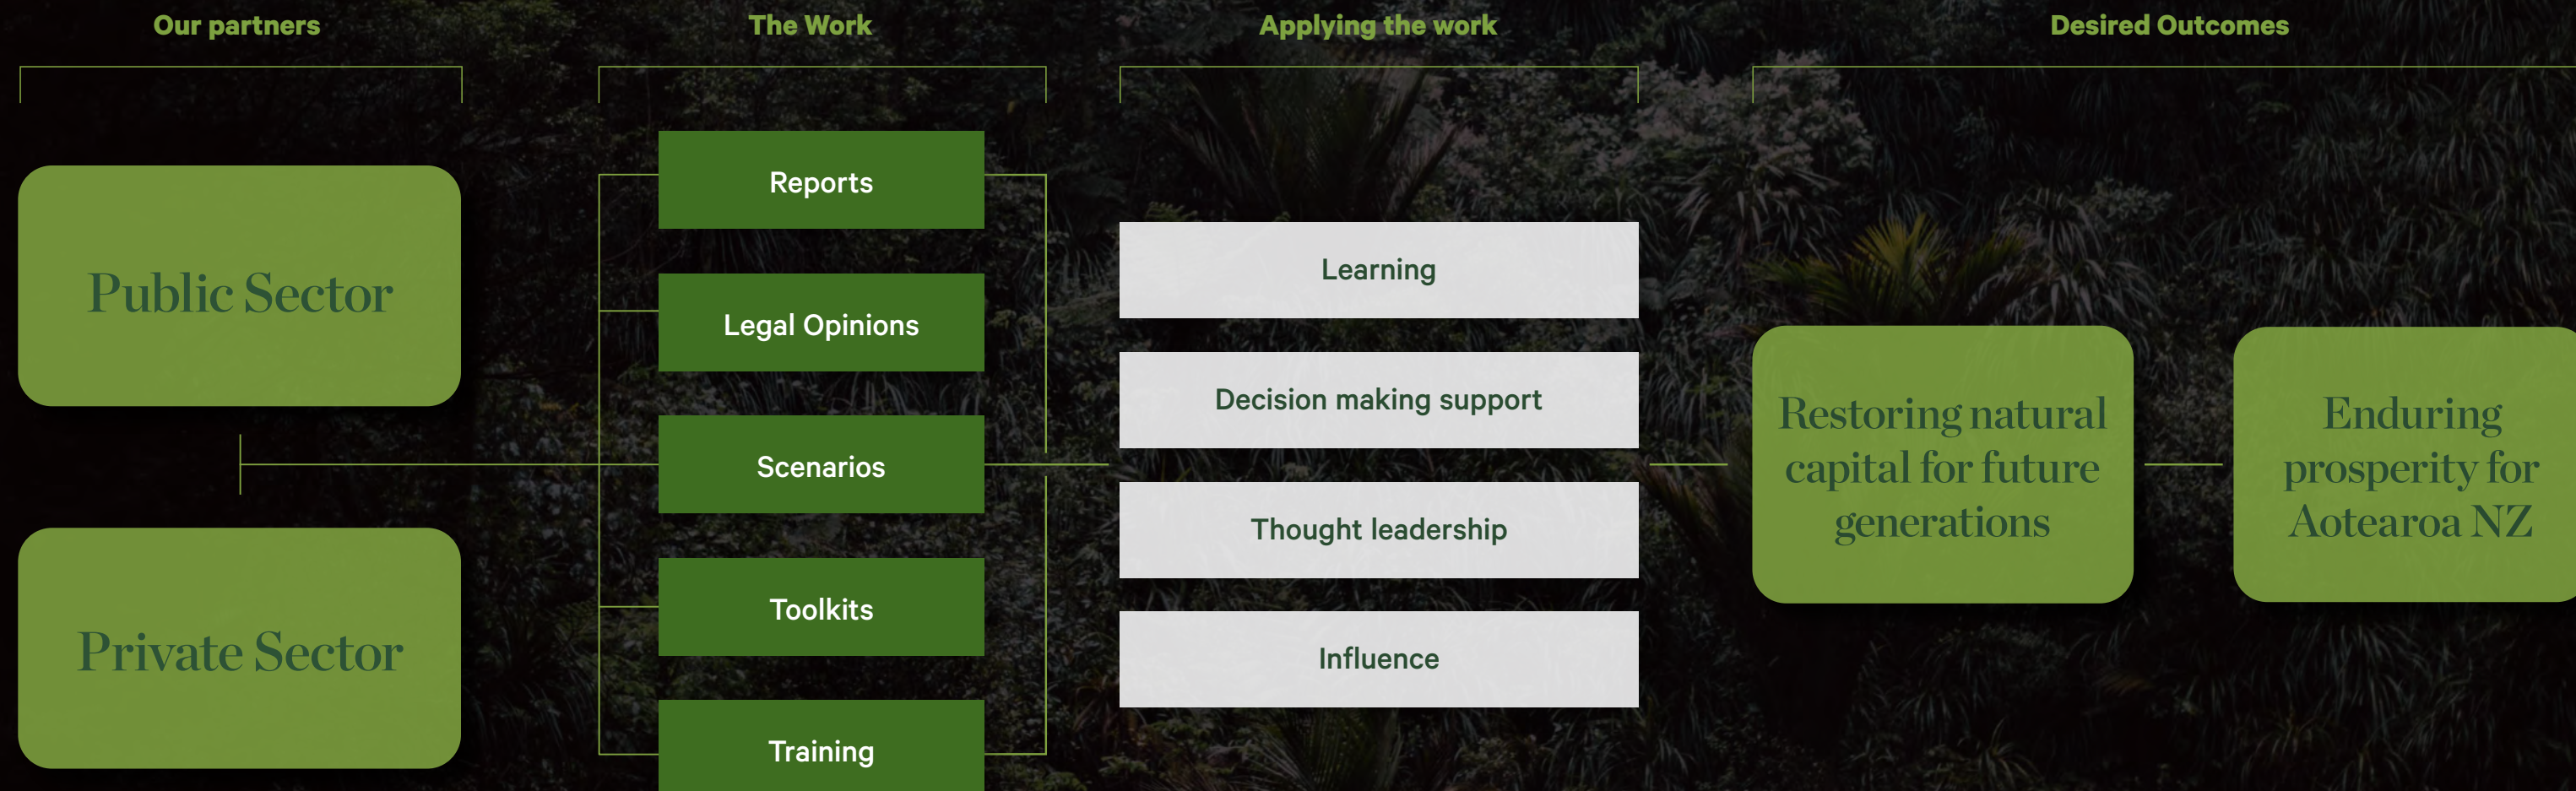 Our partners
The Work
Applying the work
Desired Outcomes
Public Sector
Private Sector
Reports
Legal Opinions
Scenarios
Toolkits
Training
Learning
Decision making support
Thought leadership
Influence
Restoring natural
capital for future
generations
Enduring
prosperity for
Aotearoa NZ